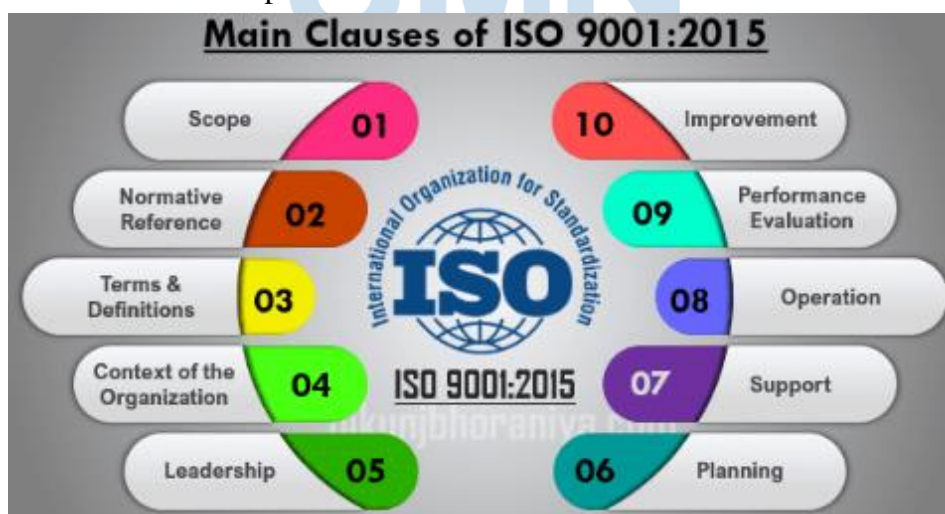 Main Clauses of ISO 9001:2015
Scope
01
Normative
Reference
02
Terms &
Definitions
03
Context of the
Organization
04
Leadership
05
International Organization for Standardization
ISO
ISO 9001:2015
10
Improvement
09
Performance
Evaluation
08
Operation
07
Support
06
Planning